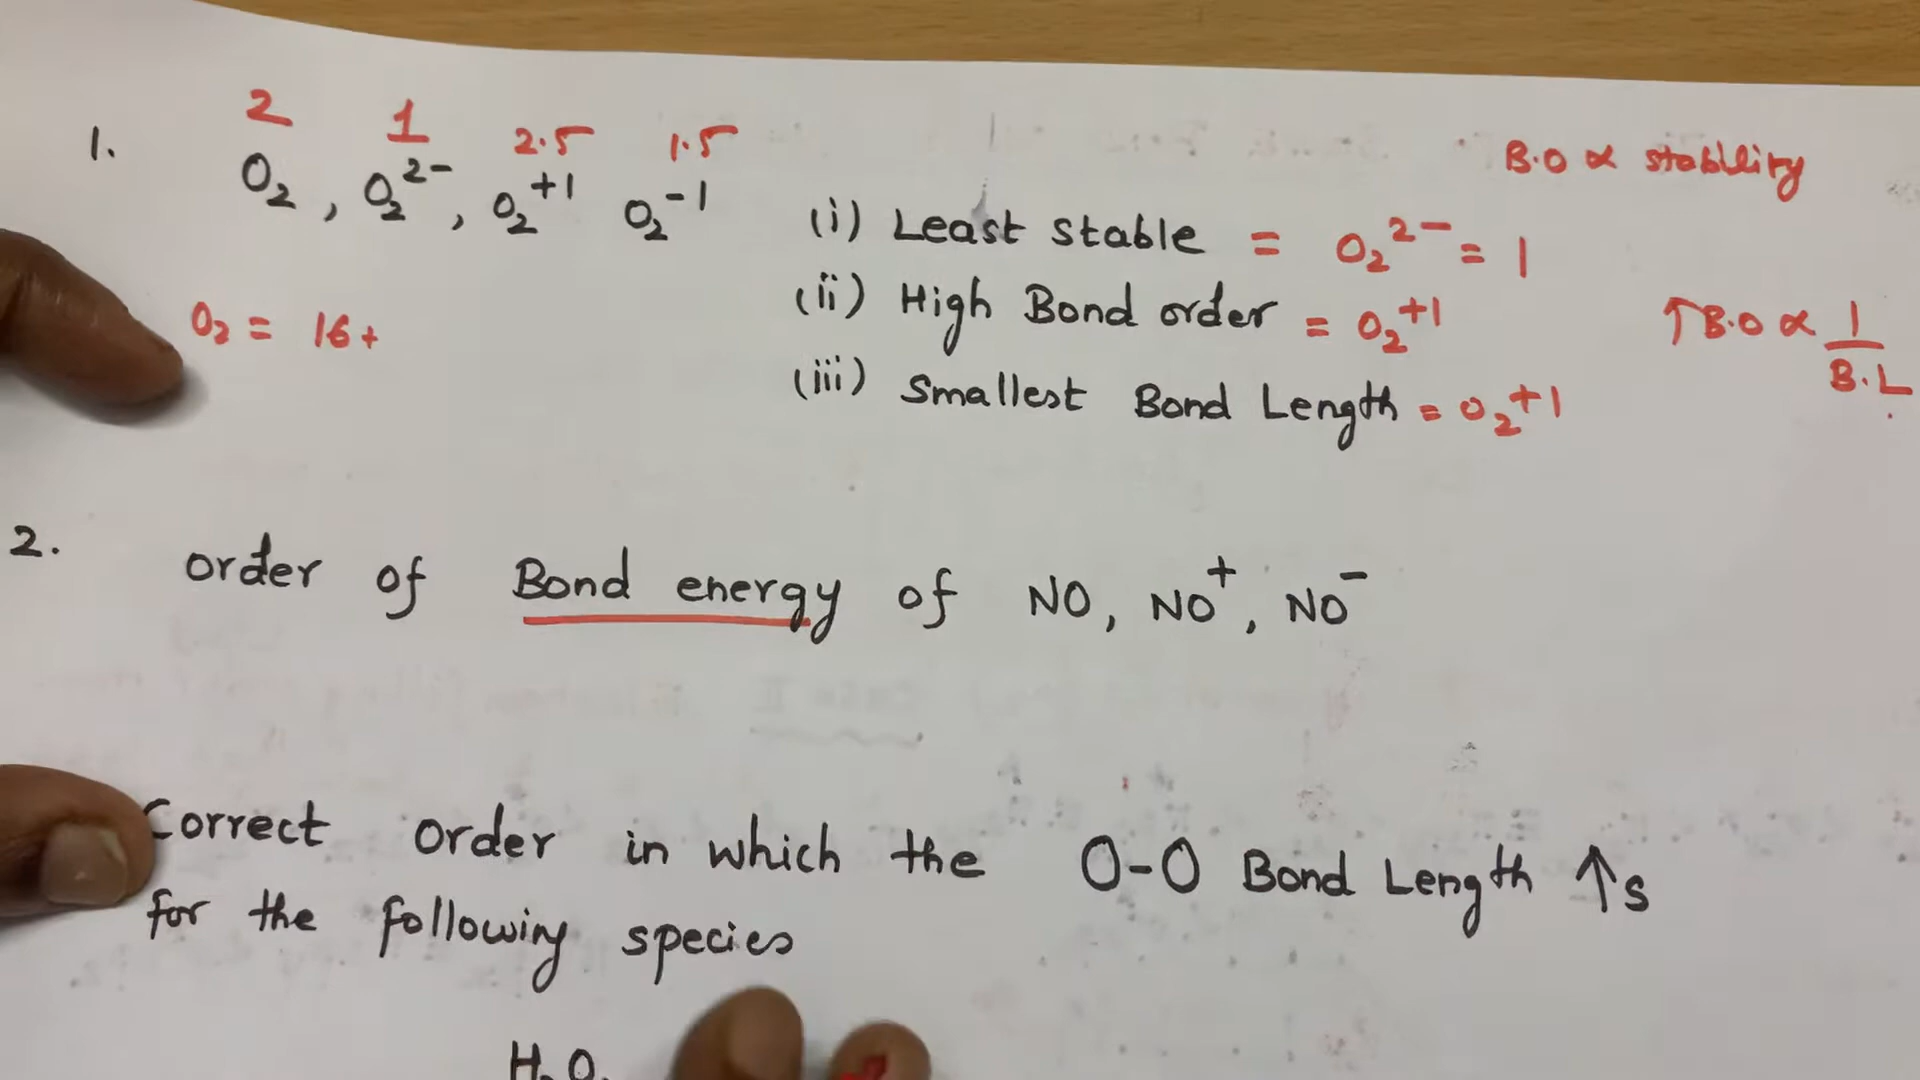 2 1 2.5 1.5
1. O₂, O₂²⁻, O₂⁺¹ O₂⁻¹
B.O ∝ stability
(i) Least stable = O₂²⁻ = 1
(ii) High Bond order = O₂⁺¹
↑B.O ∝ 1/B.L
O₂ = 16+
(iii) Smallest Bond Length = O₂⁺¹
2. order of Bond energy of NO, NO⁺, NO⁻
Correct order in which the O-O Bond Length ↑s
for the following species